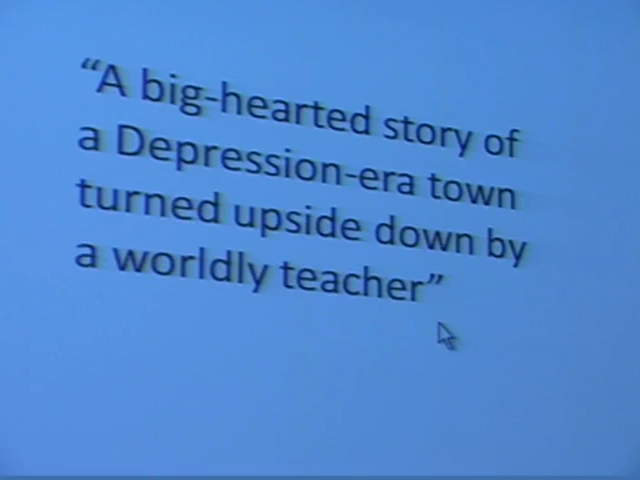 “A big-hearted story of
a Depression-era town
turned upside down by
a worldly teacher”